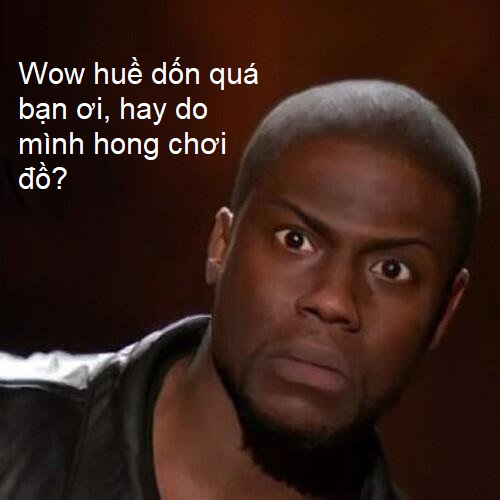 Wow huề dốn quá
bạn ơi, hay do
mình hong chơi
đồ?